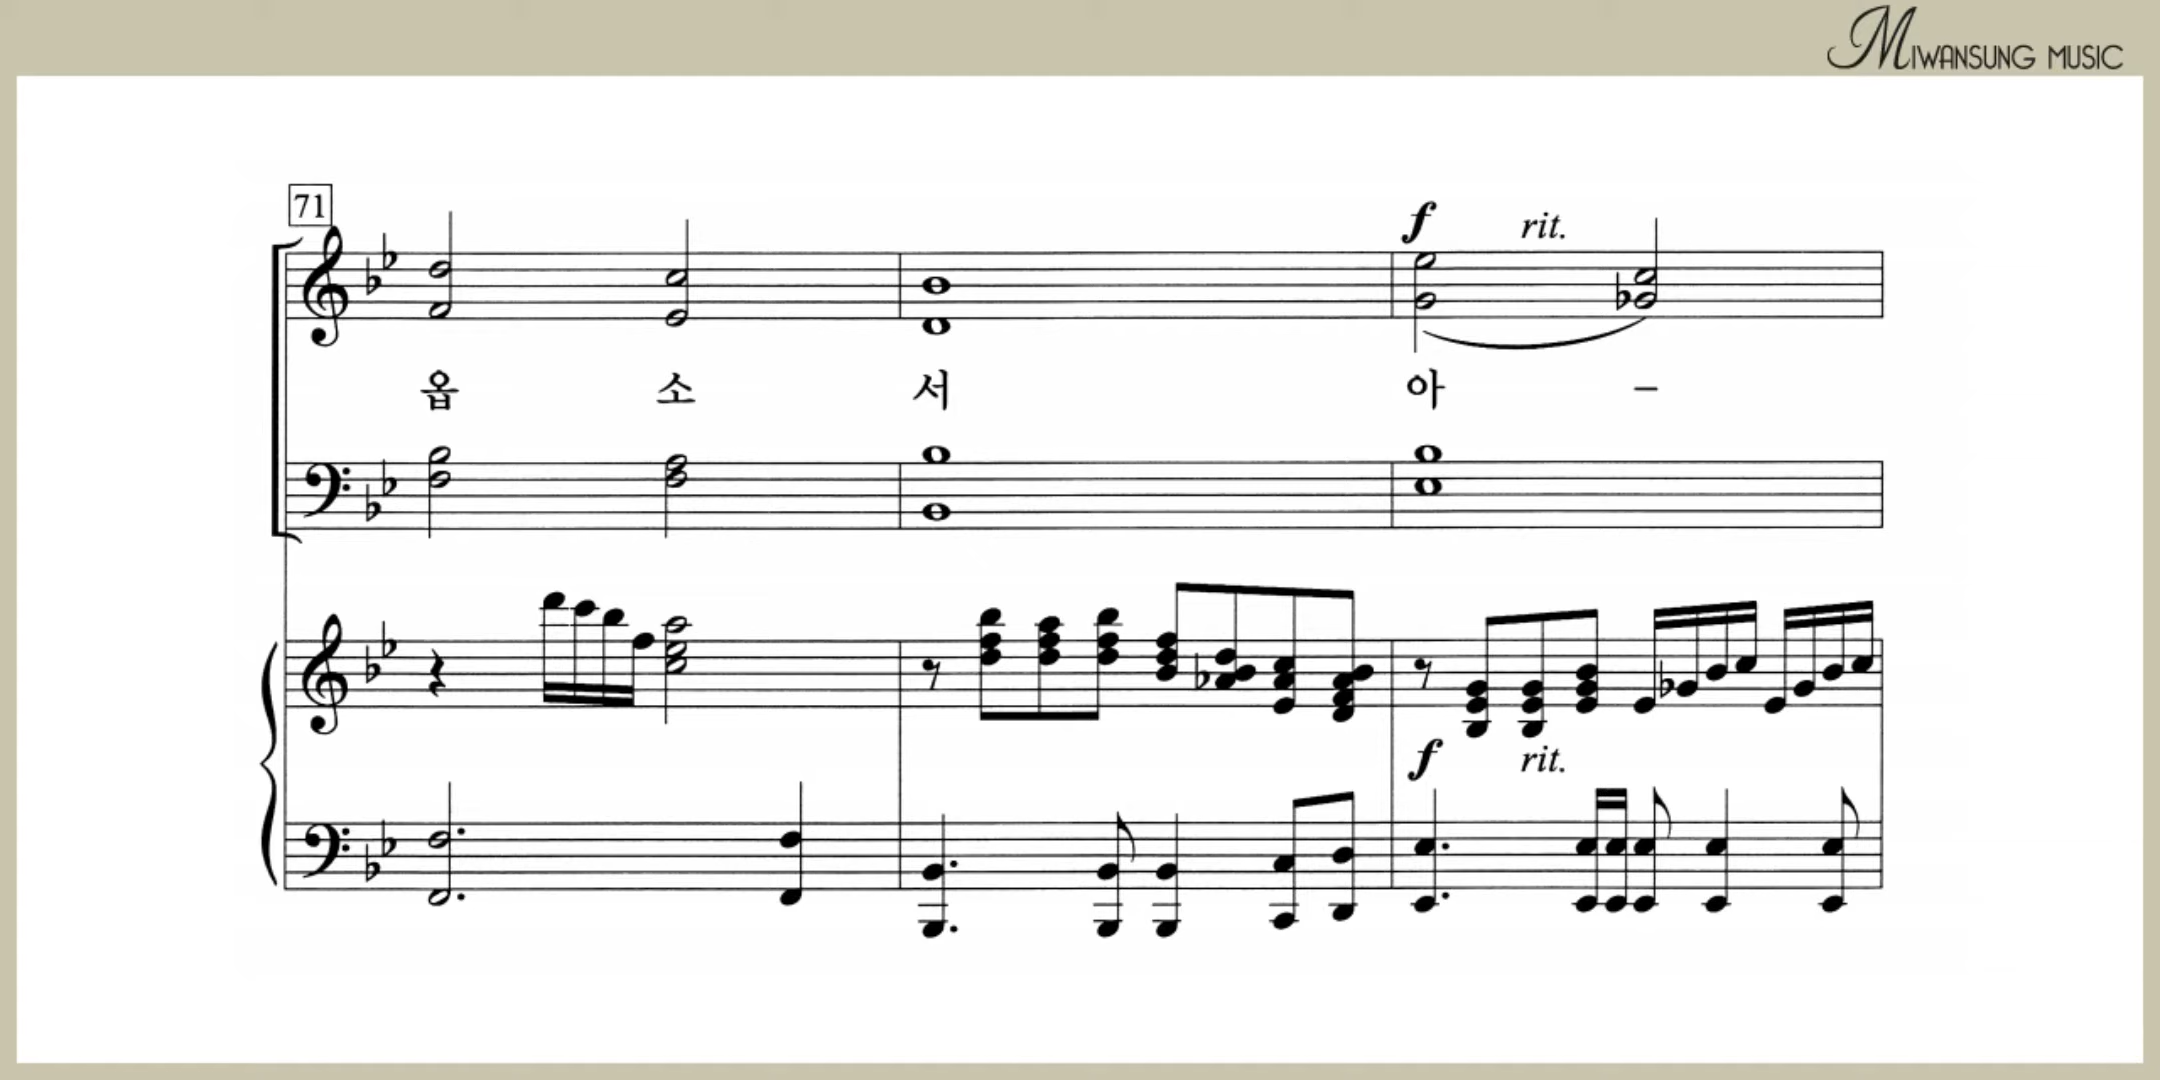 MIWANSUNG MUSIC
71
f rit.
옵 소 서 아 –
f rit.